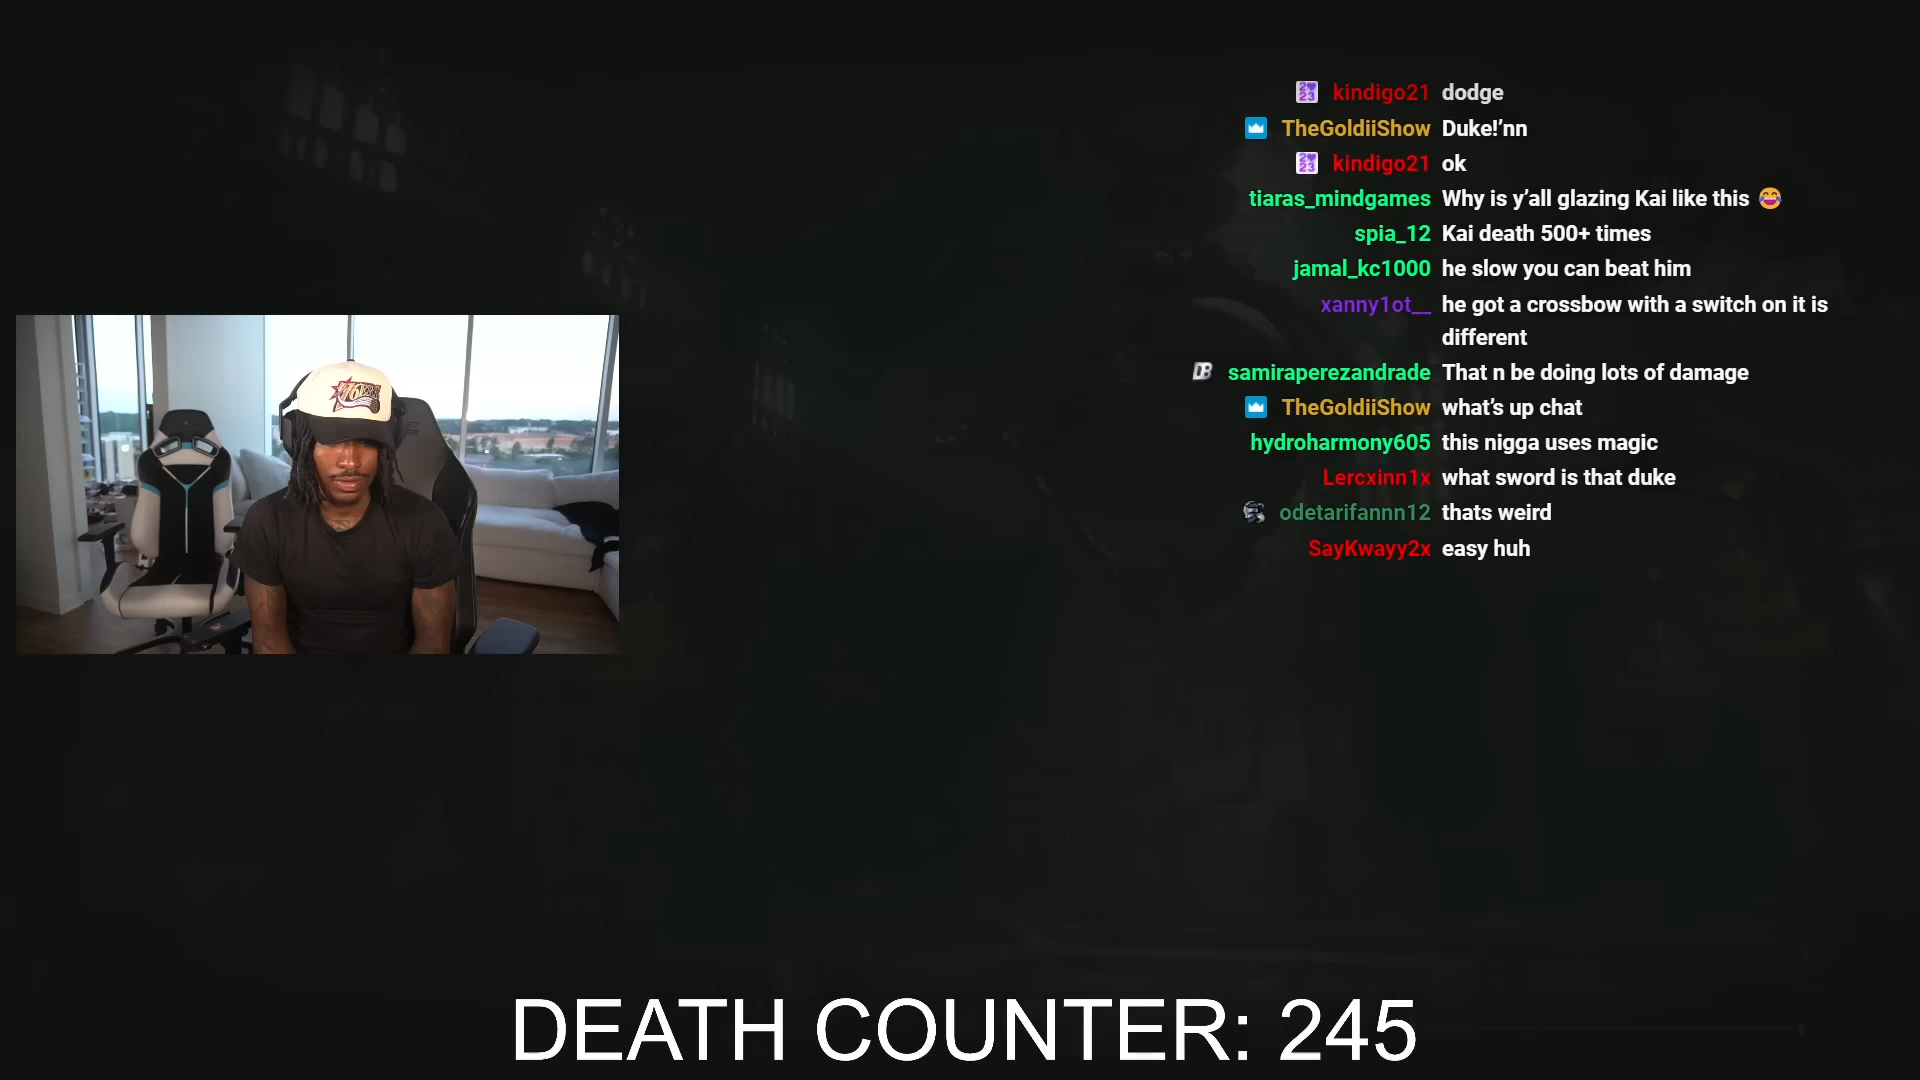 kindigo21 dodge
TheGoldiiShow Duke!’nn
kindigo21 ok
tiaras_mindgames Why is y’all glazing Kai like this 😂
spia_12 Kai death 500+ times
jamal_kc1000 he slow you can beat him
xanny1ot__ he got a crossbow with a switch on it is
different
samiraperezandrade That n be doing lots of damage
TheGoldiiShow what’s up chat
hydroharmony605 this nigga uses magic
Lercxinn1x what sword is that duke
odetarifannn12 thats weird
SayKwayy2x easy huh
76ERS
DEATH COUNTER: 245